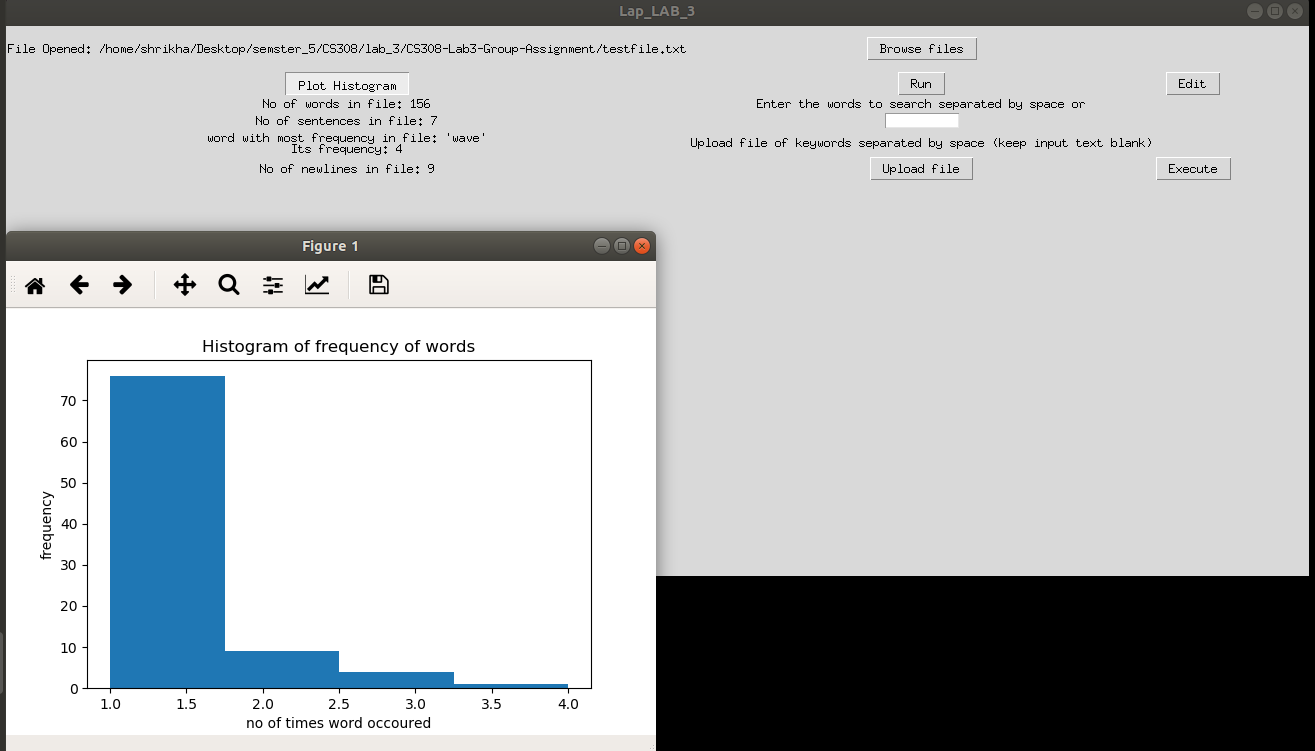 Lap_LAB_3
File Opened: /home/shrikha/Desktop/semster_5/CS308/lab_3/CS308-Lab3-Group-Assignment/testfile.txt
Browse files
Plot Histogram
Run
Edit
No of words in file: 156
Enter the words to search separated by space or
No of sentences in file: 7
word with most frequency in file: 'wave'
Its frequency: 4
Upload file of keywords separated by space (keep input text blank)
No of newlines in file: 9
Upload file
Execute
Figure 1
Histogram of frequency of words
frequency
70
60
50
40
30
20
10
0
1.0 1.5 2.0 2.5 3.0 3.5 4.0
no of times word occoured